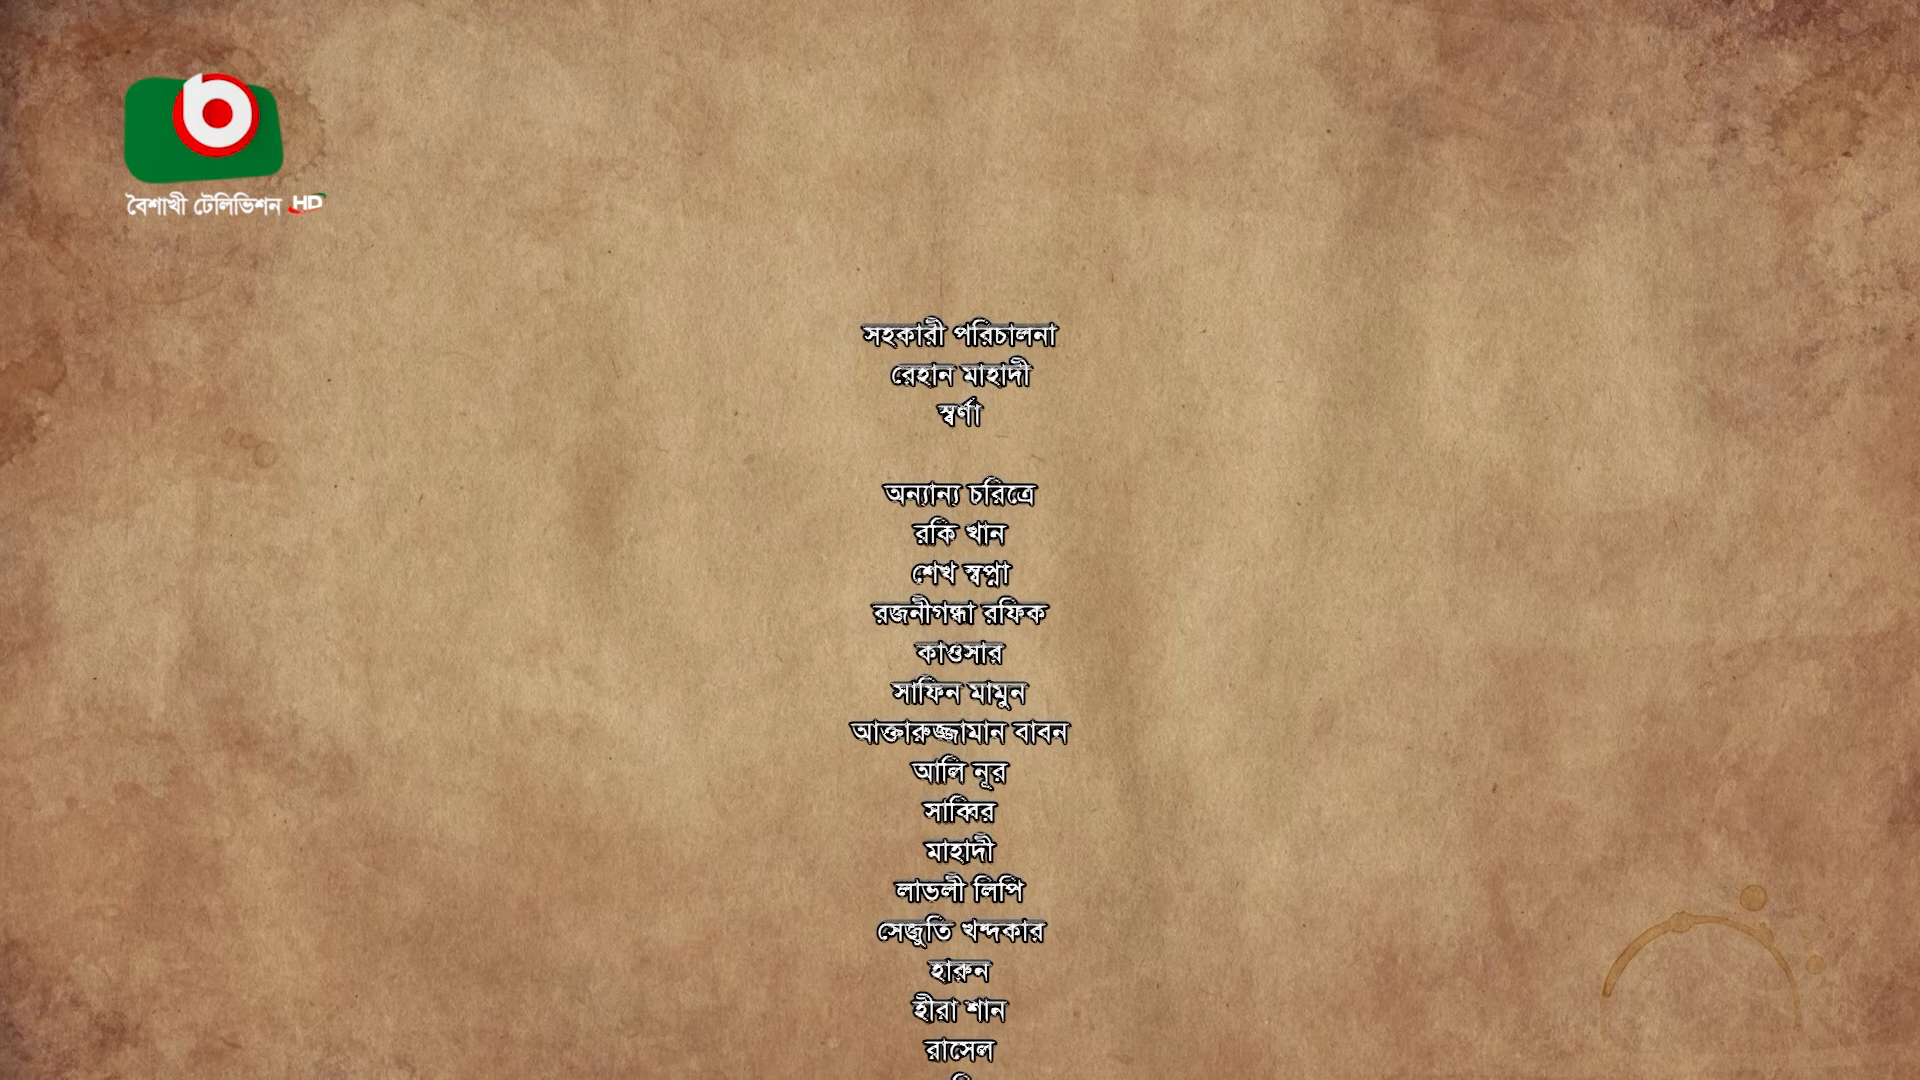 বৈশাখী টেলিভিশন HD
সহকারী পরিচালনা
রেহান মাহাদী
স্বর্ণা
অন্যান্য চরিত্রে
রকি খান
শেখ স্বপ্না
রজনীগন্ধা রফিক
কাওসার
সাফিন মামুন
আক্তারুজ্জামান বাবন
আলি নূর
সাব্বির
মাহাদী
লাভলী লিপি
সেজুতি খন্দকার
হারুন
হীরা শান
রাসেল